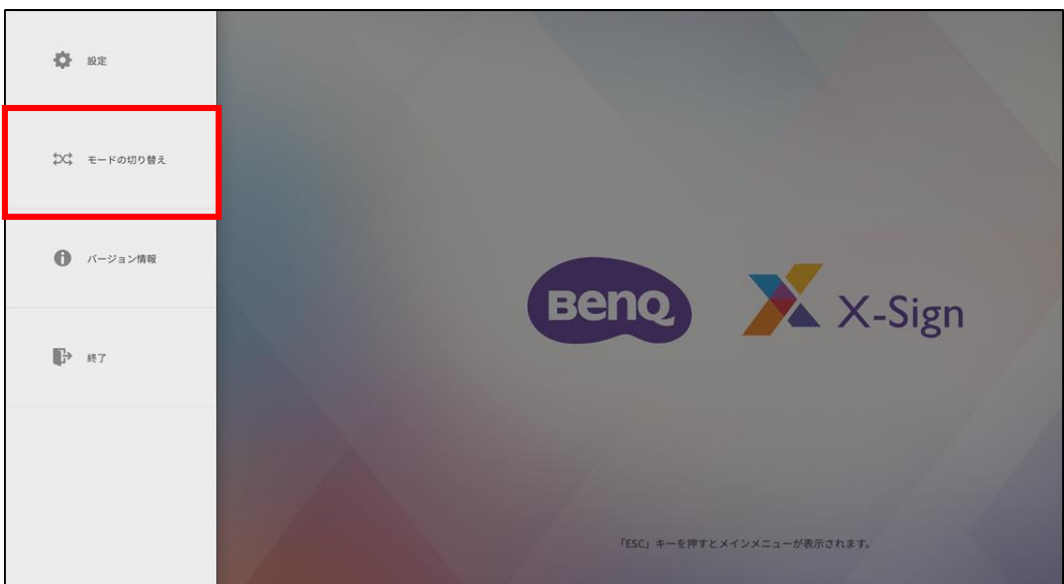 設定
モードの切り替え
バージョン情報
終了
BenQ
X-Sign
「ESC」キーを押すとメインメニューが表示されます。